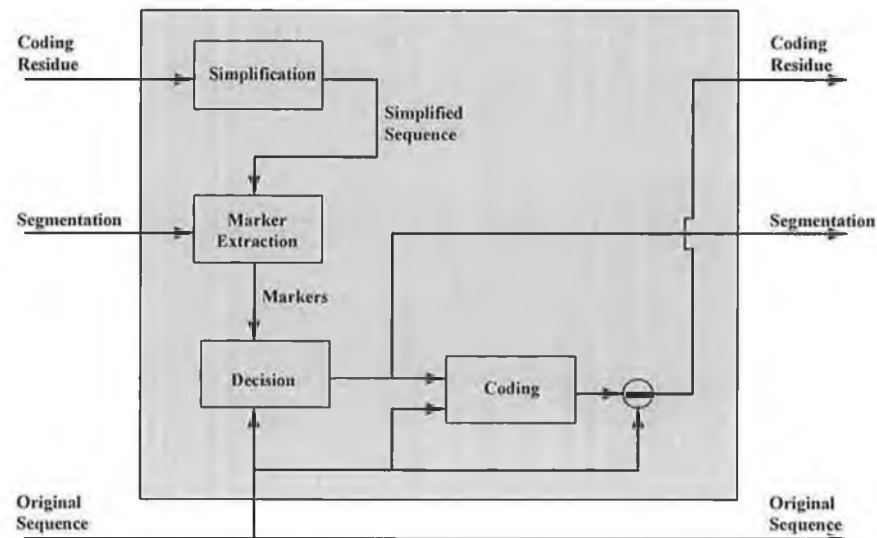 Coding
Residue
Simplification
Coding
Residue
Simplified
Sequence
Segmentation
Marker
Extraction
Segmentation
Markers
Decision
Coding
Original
Sequence
Original
Sequence